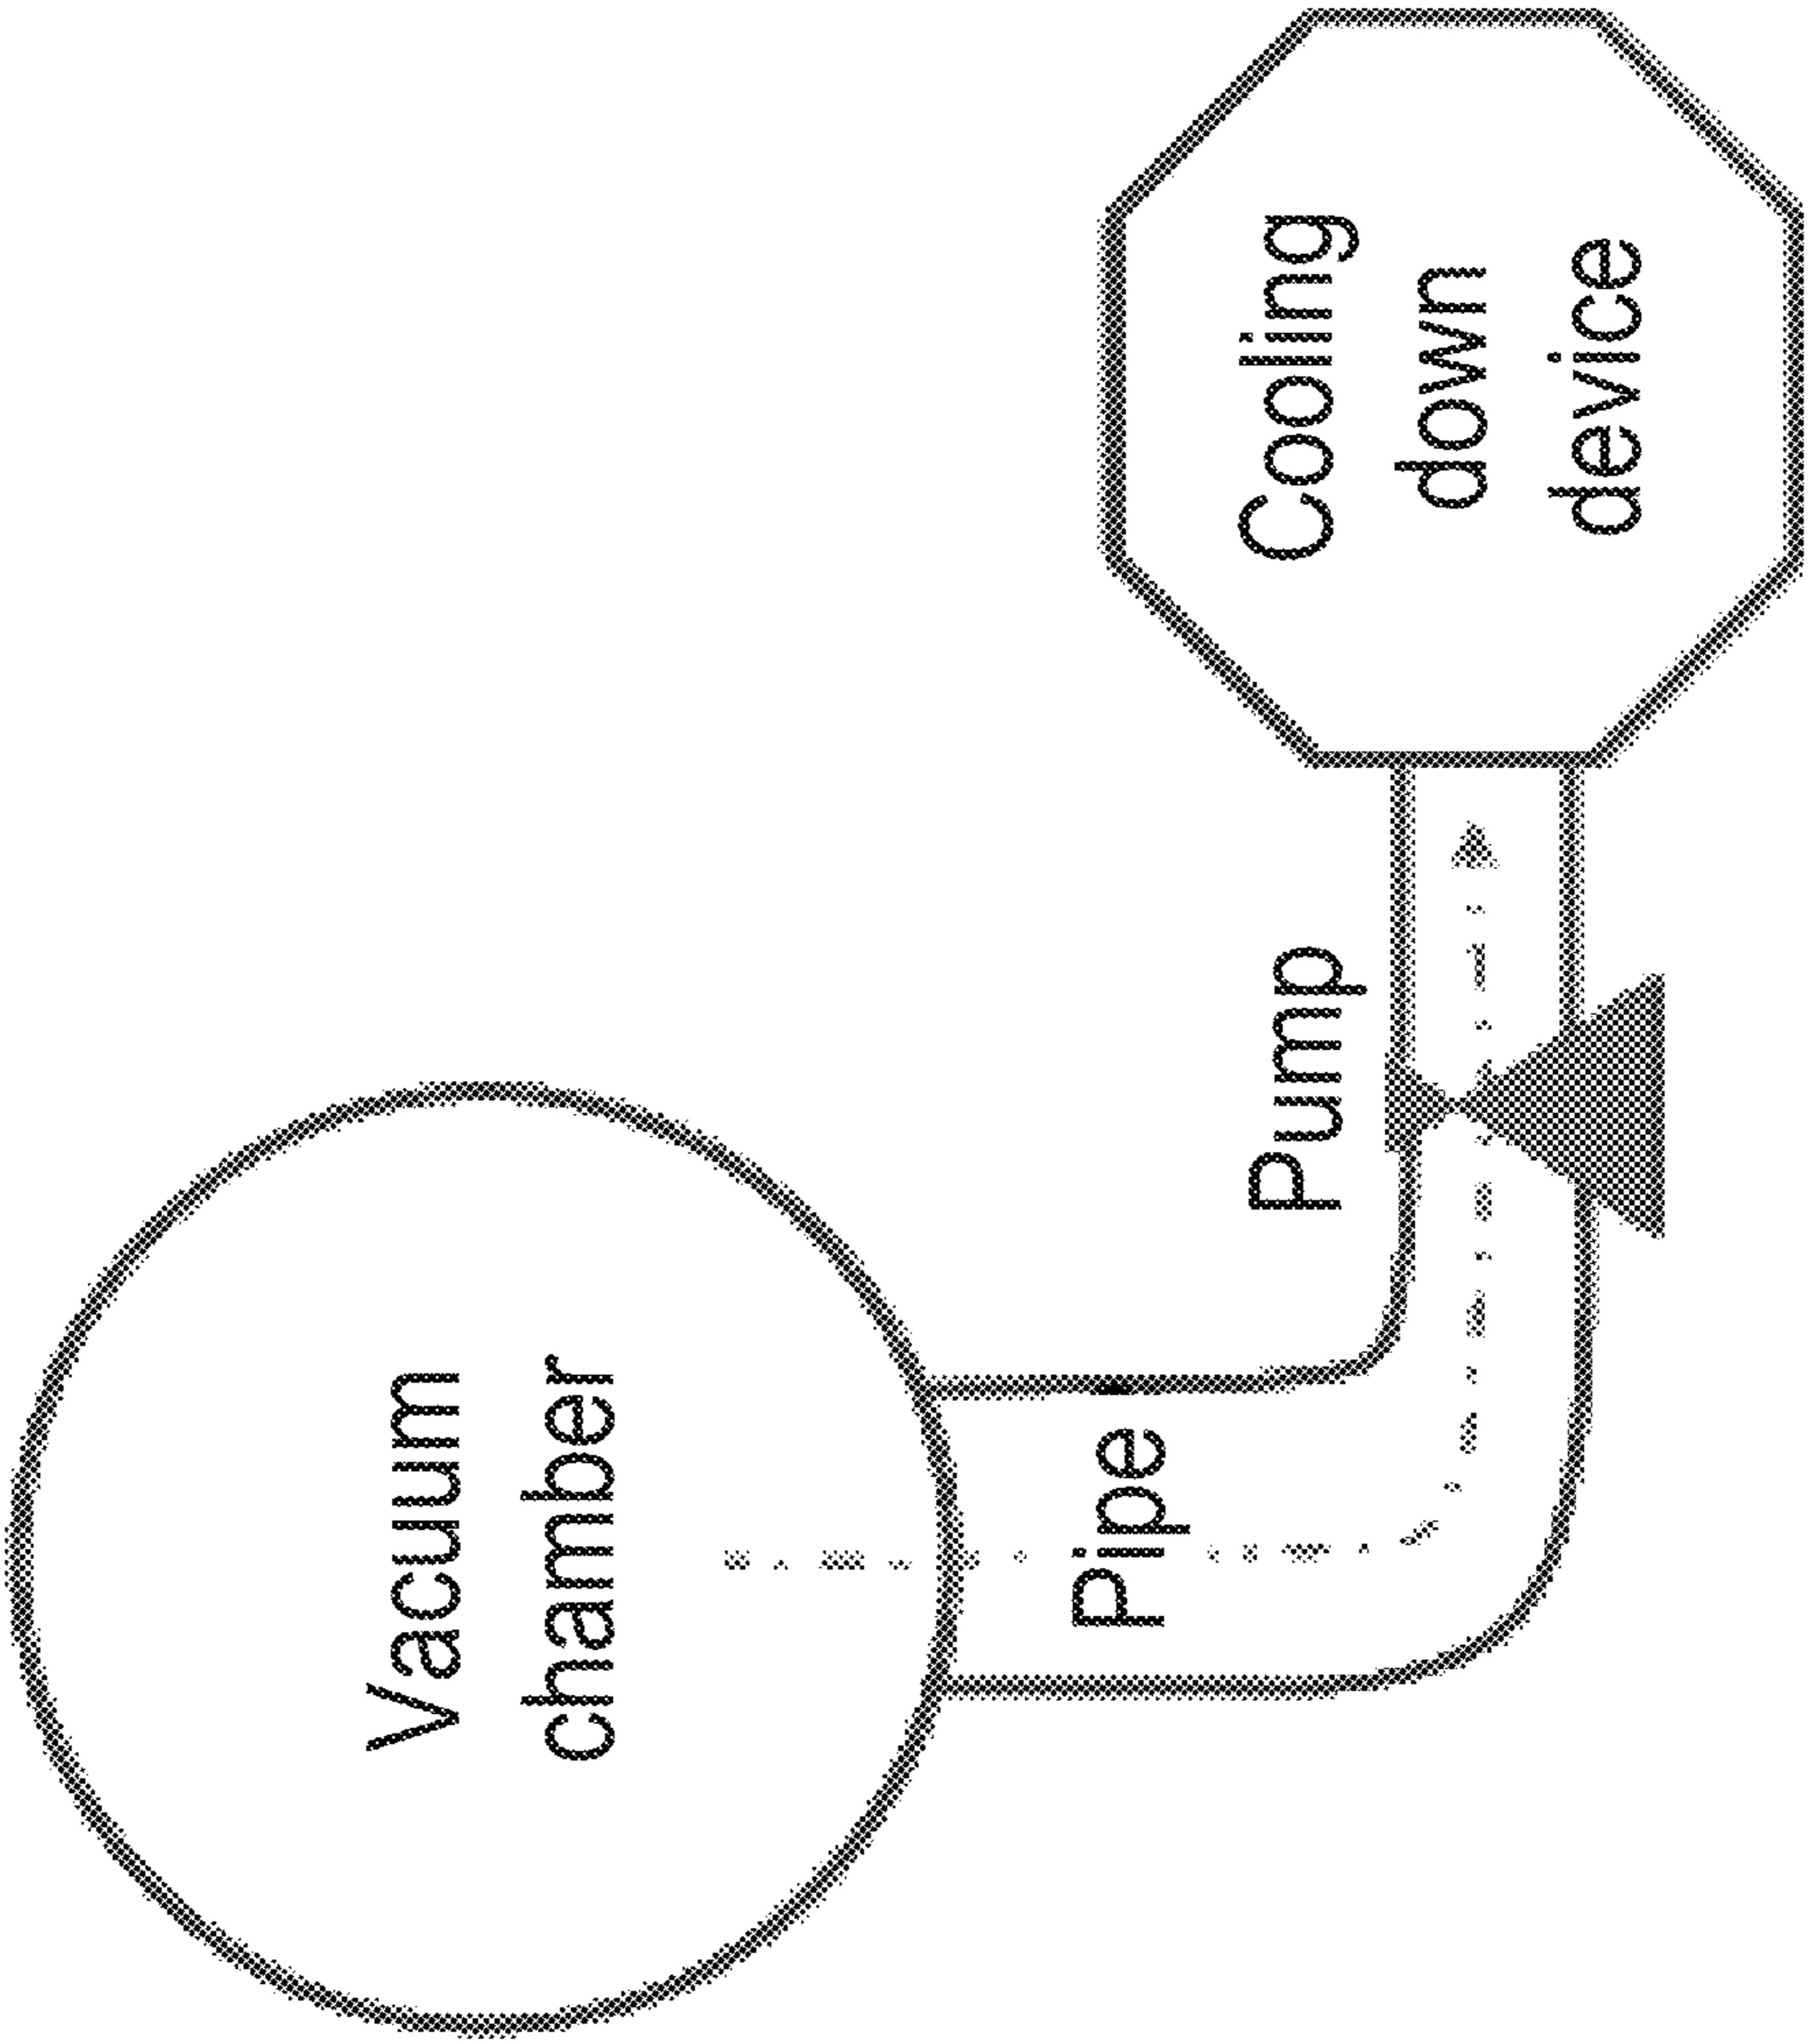 Vacuum
chamber
Pipe
Pump
Cooling
down
device